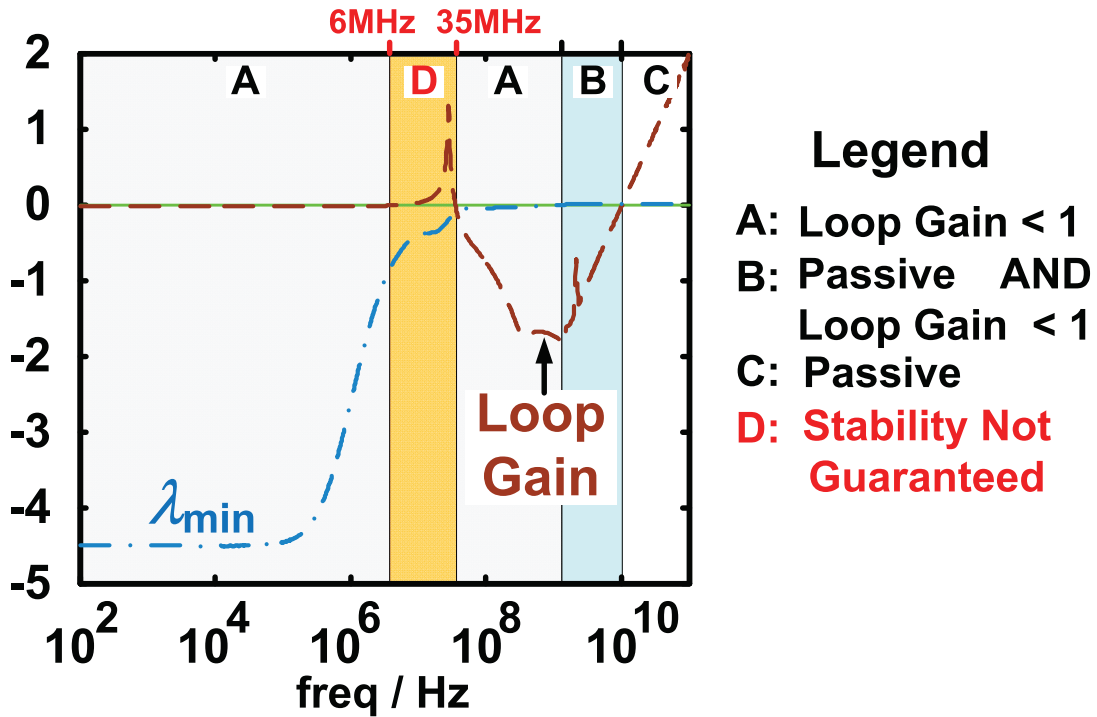 6MHz 35MHz
2
1
0
-1
-2
-3
-4
-5
A D A B C
Loop
Gain
λmin
10^2 10^4 10^6 10^8 10^10
freq / Hz
Legend
A: Loop Gain < 1
B: Passive AND
Loop Gain < 1
C: Passive
D: Stability Not
Guaranteed